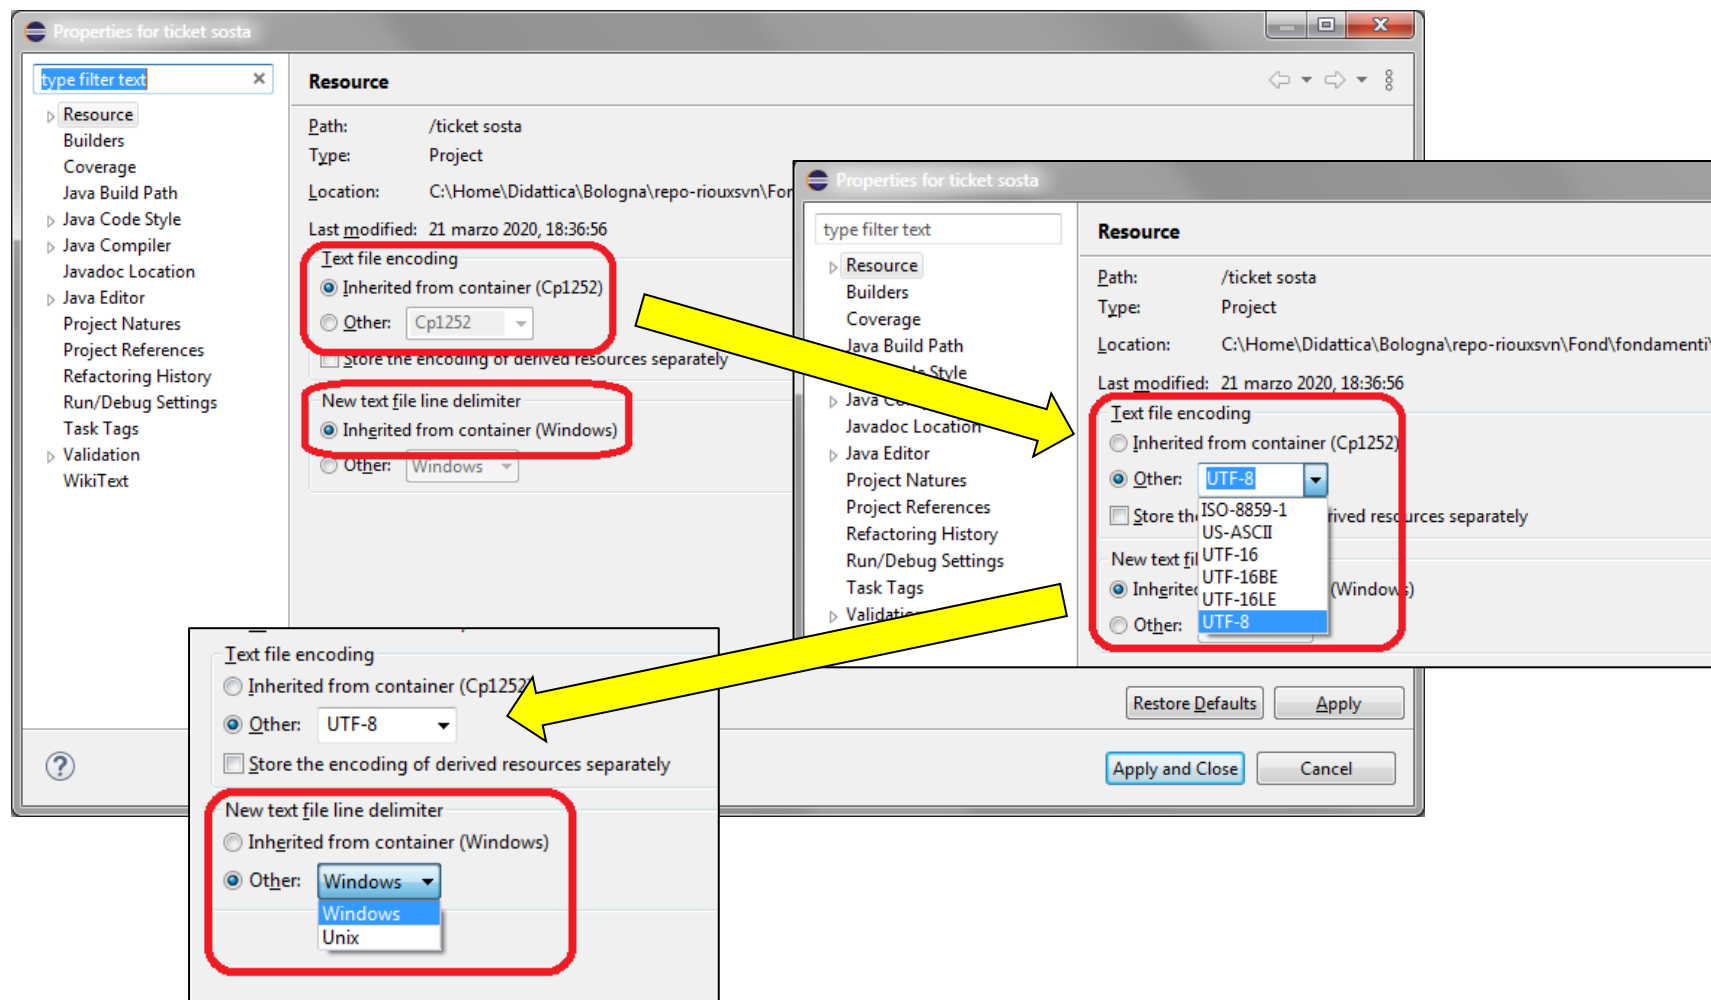 Properties for ticket sosta
type filter text
Resource
Builders
Coverage
Java Build Path
Java Code Style
Java Compiler
Javadoc Location
Java Editor
Project Natures
Project References
Refactoring History
Run/Debug Settings
Task Tags
Validation
WikiText
Resource
Path: /ticket sosta
Type: Project
Location: C:\Home\Didattica\Bologna\repo-riouxsvn\For
Last modified: 21 marzo 2020, 18:36:56
Text file encoding
Inherited from container (Cp1252)
Other: Cp1252
Store the encoding of derived resources separately
New text file line delimiter
Inherited from container (Windows)
Other: Windows
Restore Defaults
Apply
Apply and Close
Cancel
Properties for ticket sosta
type filter text
Resource
Builders
Coverage
Java Build Path
Style
Java
Javadoc Location
Java Editor
Project Natures
Project References
Refactoring History
Run/Debug Settings
Task Tags
Validatio
Resource
Path: /ticket sosta
Type: Project
Location: C:\Home\Didattica\Bologna\repo-riouxsvn\Fond\fondamenti\
Last modified: 21 marzo 2020, 18:36:56
Text file encoding
Inherited from container (Cp1252)
Other: UTF-8
ISO-8859-1
US-ASCII
UTF-16
UTF-16BE
UTF-16LE
UTF-8
Store th rived resources separately
New text fil
Inherited (Windows)
Other:
Text file encoding
Inherited from container (Cp1252)
Other: UTF-8
Store the encoding of derived resources separately
New text file line delimiter
Inherited from container (Windows)
Other: Windows
Windows
Unix